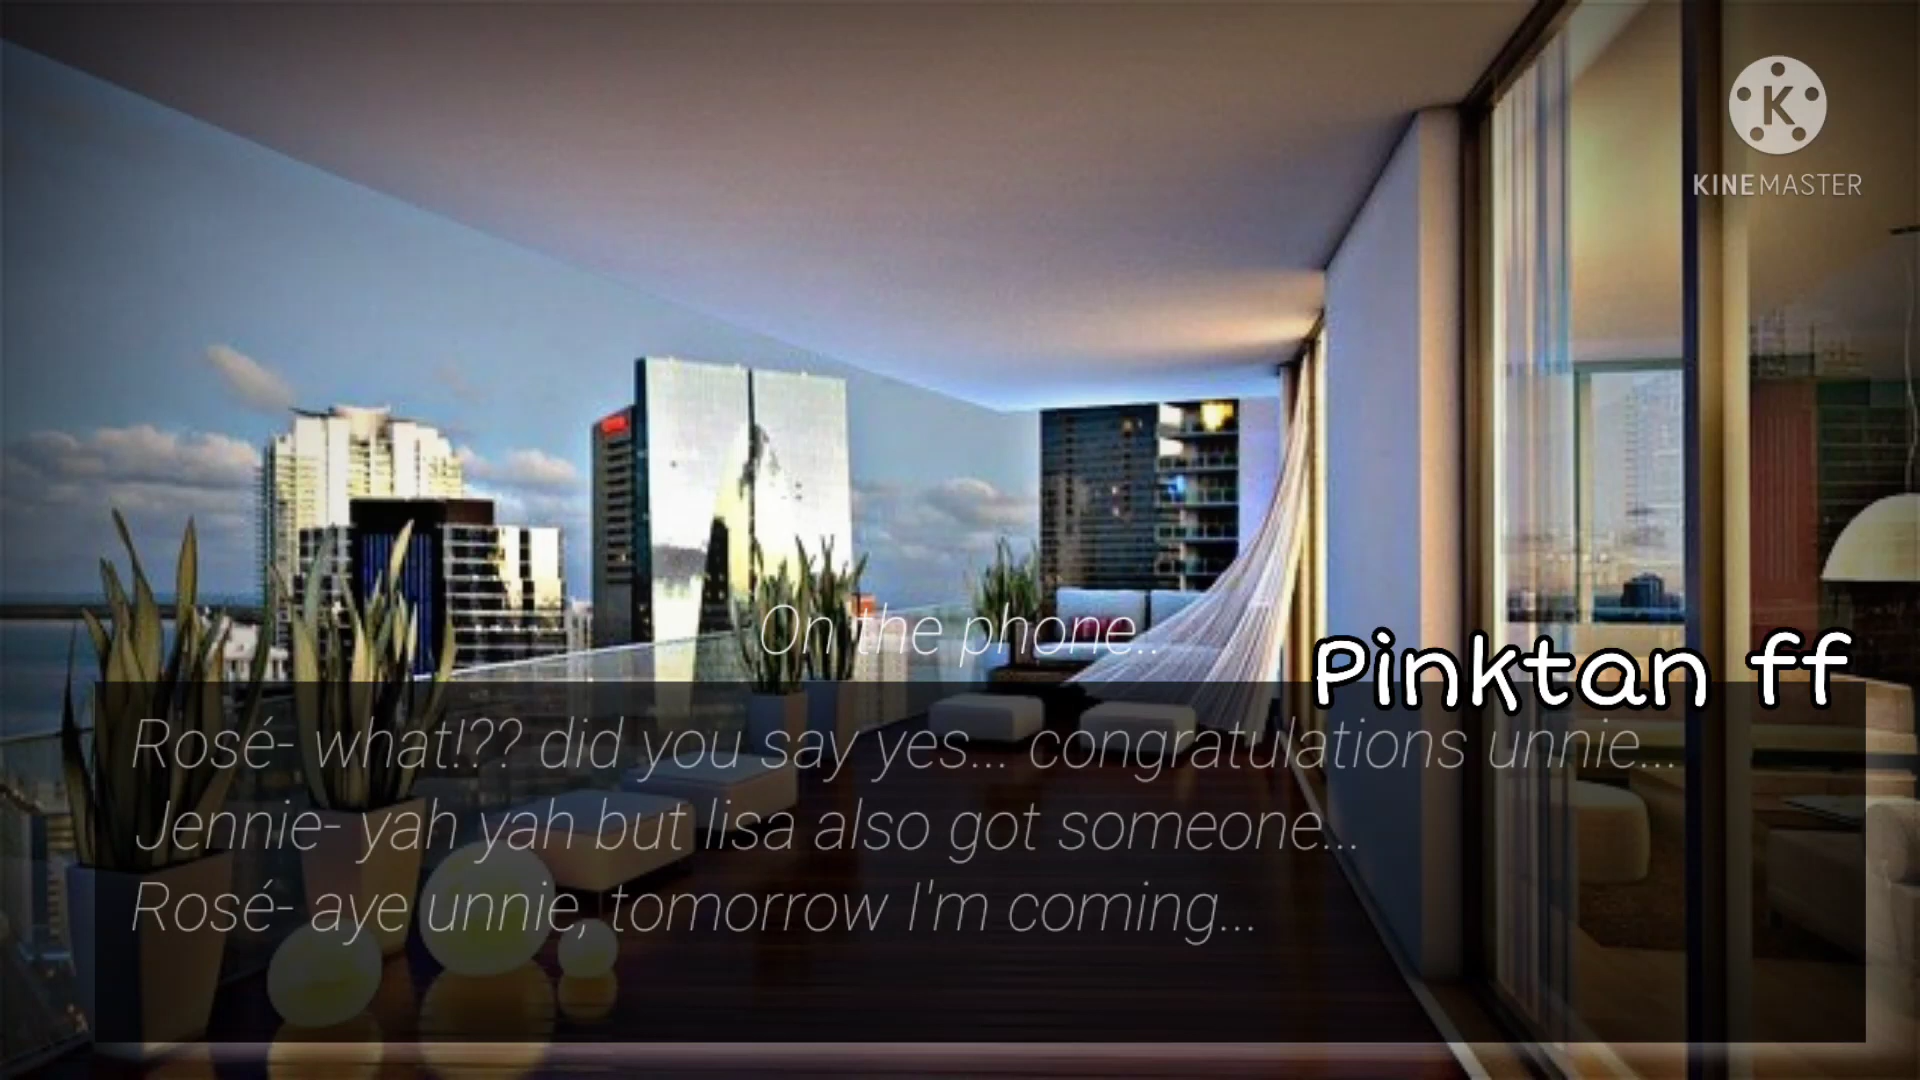 K
KINEMASTER
On the phone..
Pinktan ff
Rosé- what!?? did you say yes... congratulations unnie...
Jennie- yah yah but lisa also got someone...
Rosé- aye unnie, tomorrow I'm coming...